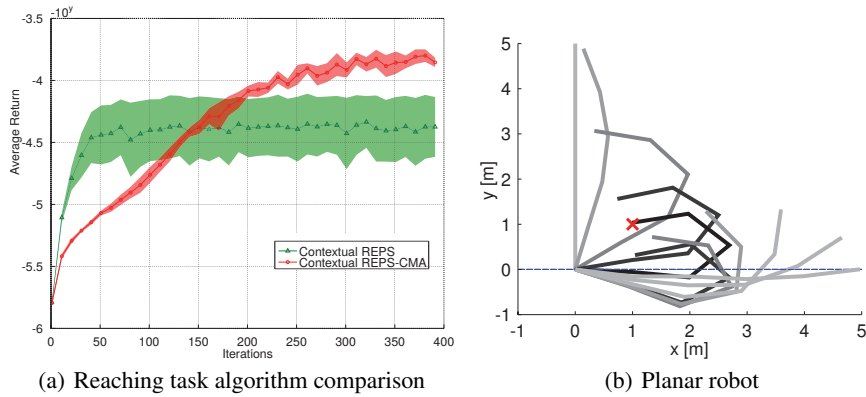 -10^y
-3.5
-4
-4.5
-5
-5.5
-6
0 50 100 150 200 250 300 350 400
Average Return
Iterations
Contextual REPS
Contextual REPS-CMA
(a) Reaching task algorithm comparison
5
4
3
2
1
0
-1
-1 0 1 2 3 4 5
y [m]
x [m]
(b) Planar robot